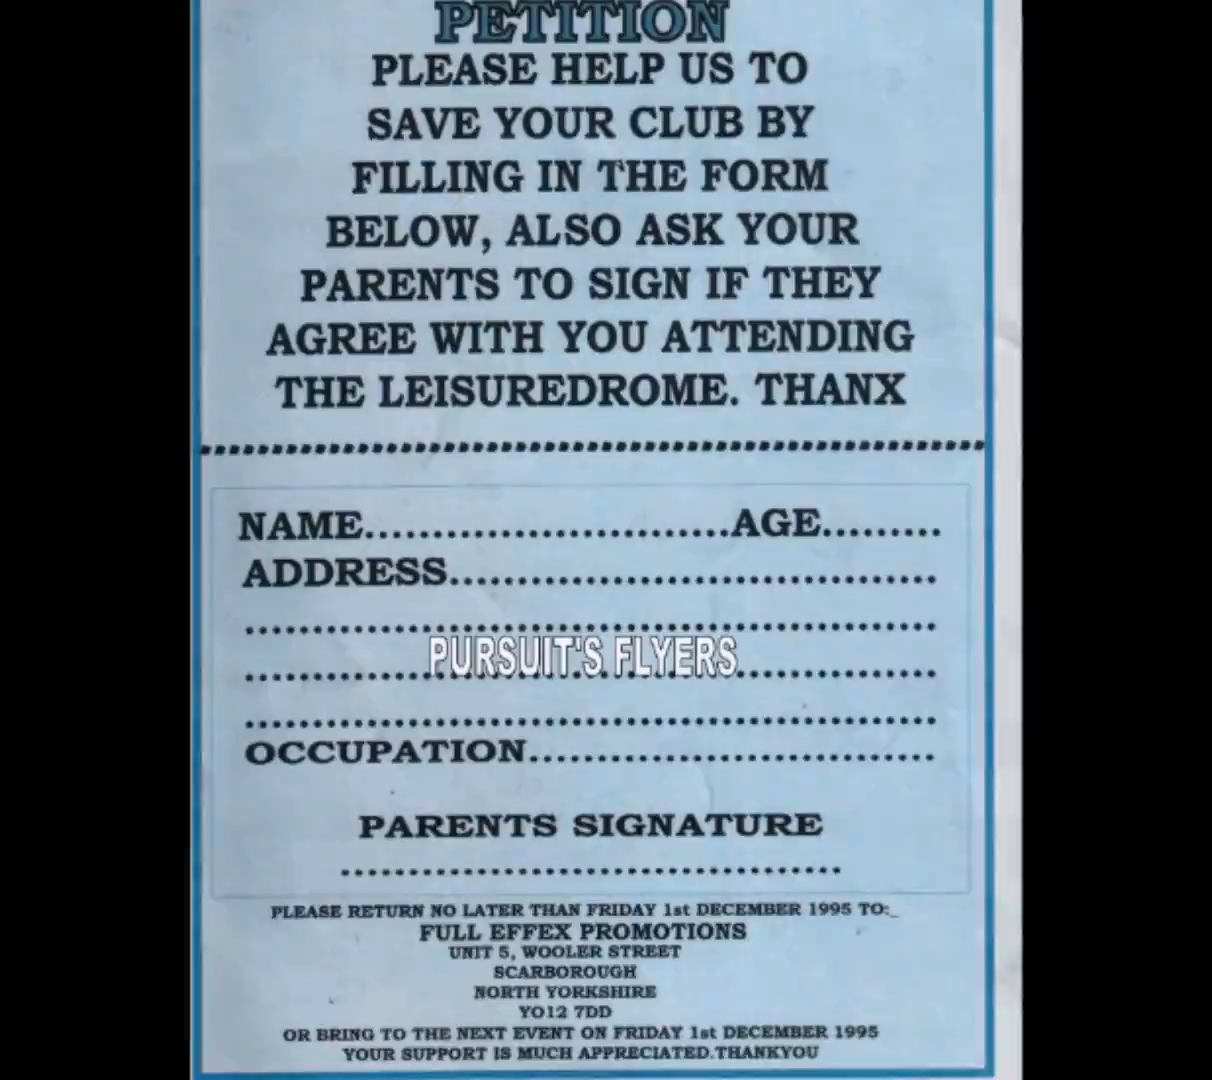 PETITION
PLEASE HELP US TO
SAVE YOUR CLUB BY
FILLING IN THE FORM
BELOW, ALSO ASK YOUR
PARENTS TO SIGN IF THEY
AGREE WITH YOU ATTENDING
THE LEISUREDROME. THANX
NAME...........................AGE.........
ADDRESS....................................
...................................................
PURSUIT'S FLYERS
...................................................
...................................................
OCCUPATION..............................
PARENTS SIGNATURE
.....................................
PLEASE RETURN NO LATER THAN FRIDAY 1st DECEMBER 1995 TO:_
FULL EFFEX PROMOTIONS
UNIT 5, WOOLER STREET
SCARBOROUGH
NORTH YORKSHIRE
YO12 7DD
OR BRING TO THE NEXT EVENT ON FRIDAY 1st DECEMBER 1995
YOUR SUPPORT IS MUCH APPRECIATED.THANKYOU